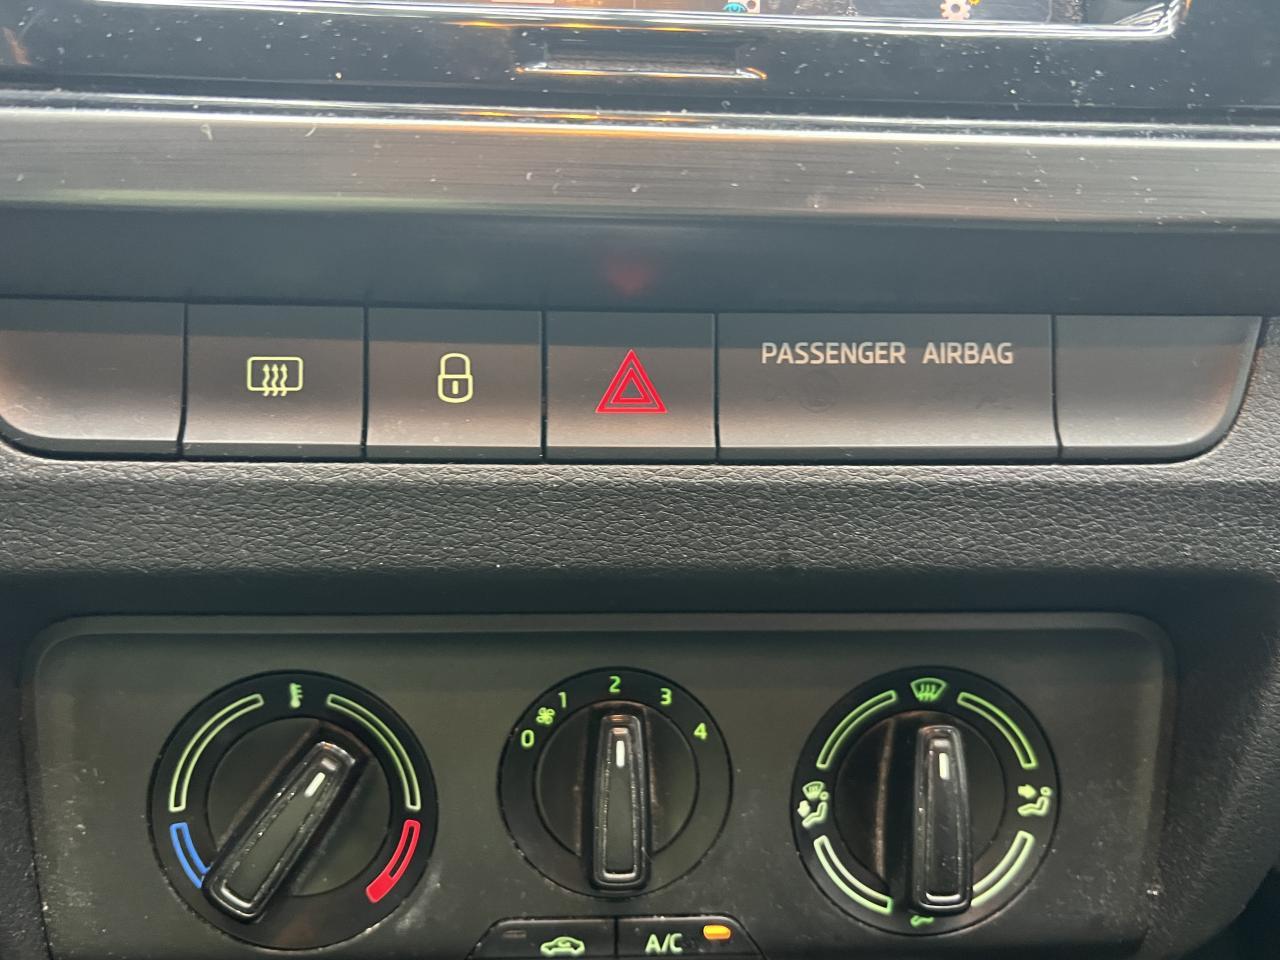 PASSENGER AIRBAG
0 1 2 3 4
A/C